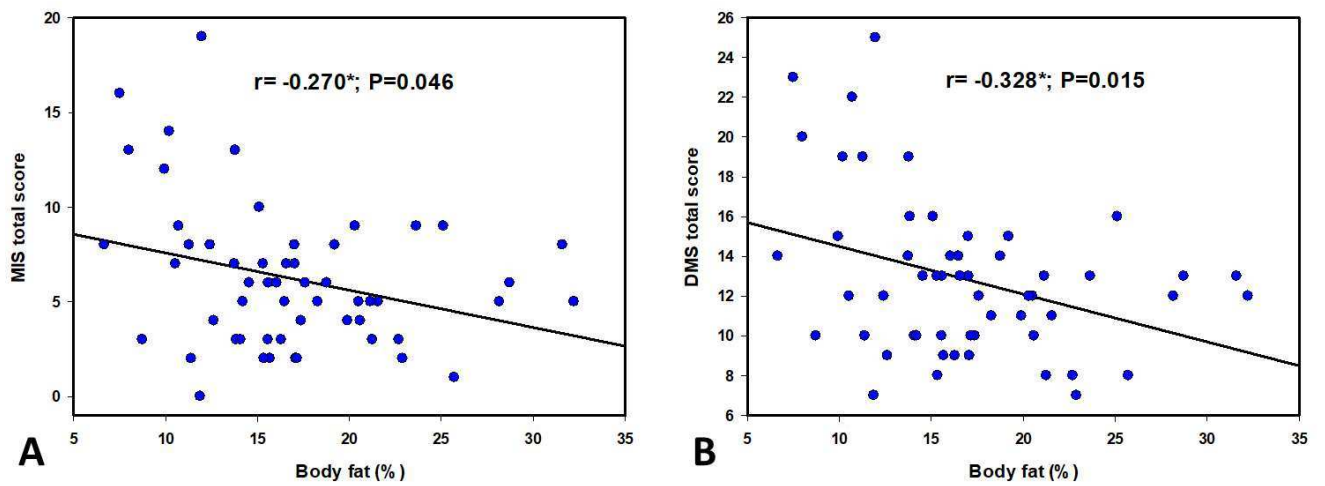 20
15
10
5
0
MIS total score
r= -0.270*; P=0.046
5 10 15 20 25 30 35
Body fat (%)
A
26
24
22
20
18
16
14
12
10
8
6
DMS total score
r= -0.328*; P=0.015
5 10 15 20 25 30 35
Body fat (%)
B